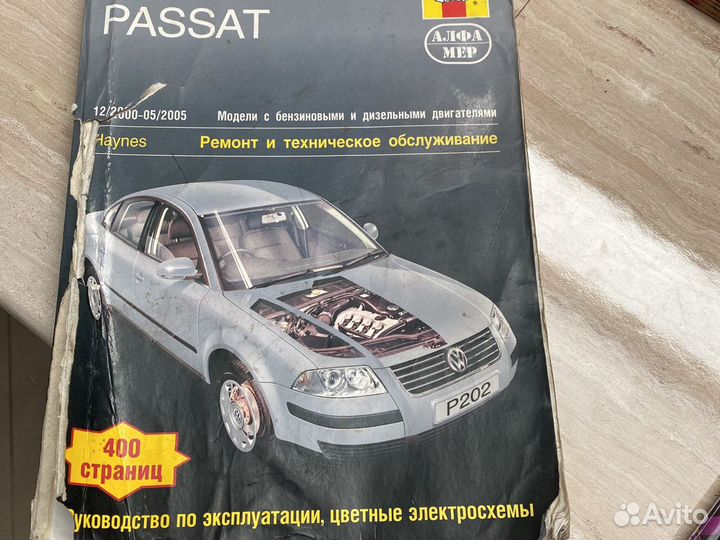 PASSAT
АЛФА
МЕР
12/2000-05/2005 Модели с бензиновыми и дизельными двигателями
Haynes Ремонт и техническое обслуживание
P202
400
страниц
Руководство по эксплуатации, цветные электросхемы
Avito